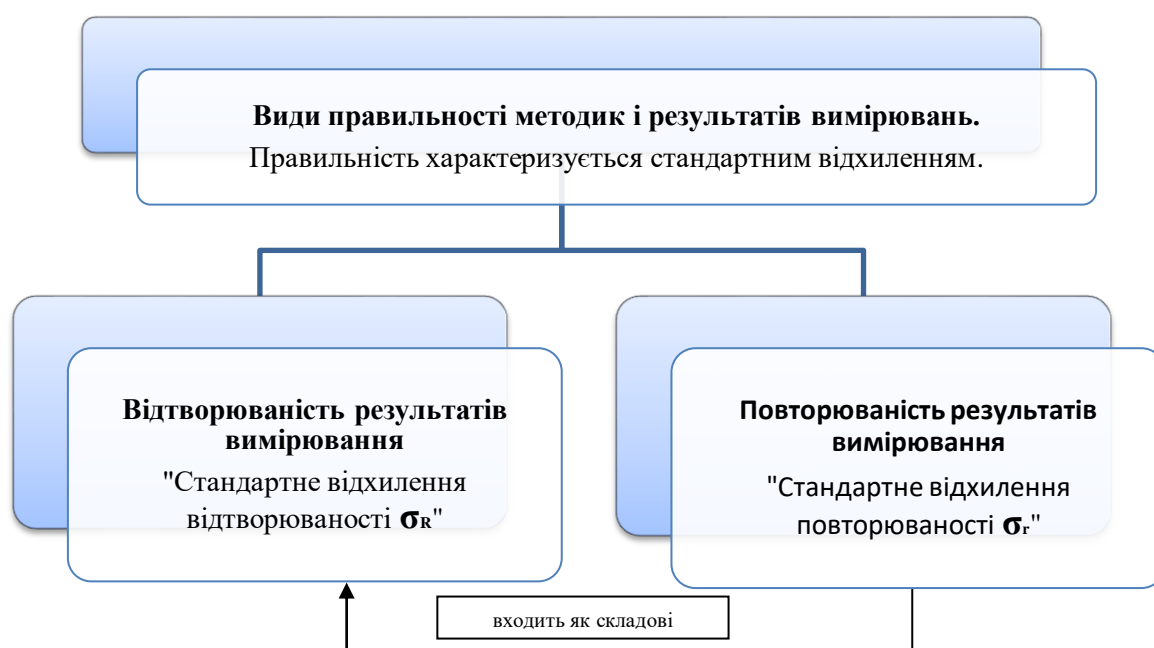 Види правильності методик і результатів вимірювань.
Правильність характеризується стандартним відхиленням.
Відтворюваність результатів
вимірювання
"Стандартне відхилення
відтворюваності σR"
Повторюваність результатів
вимірювання
"Стандартне відхилення
повторюваності σr"
входить як складові